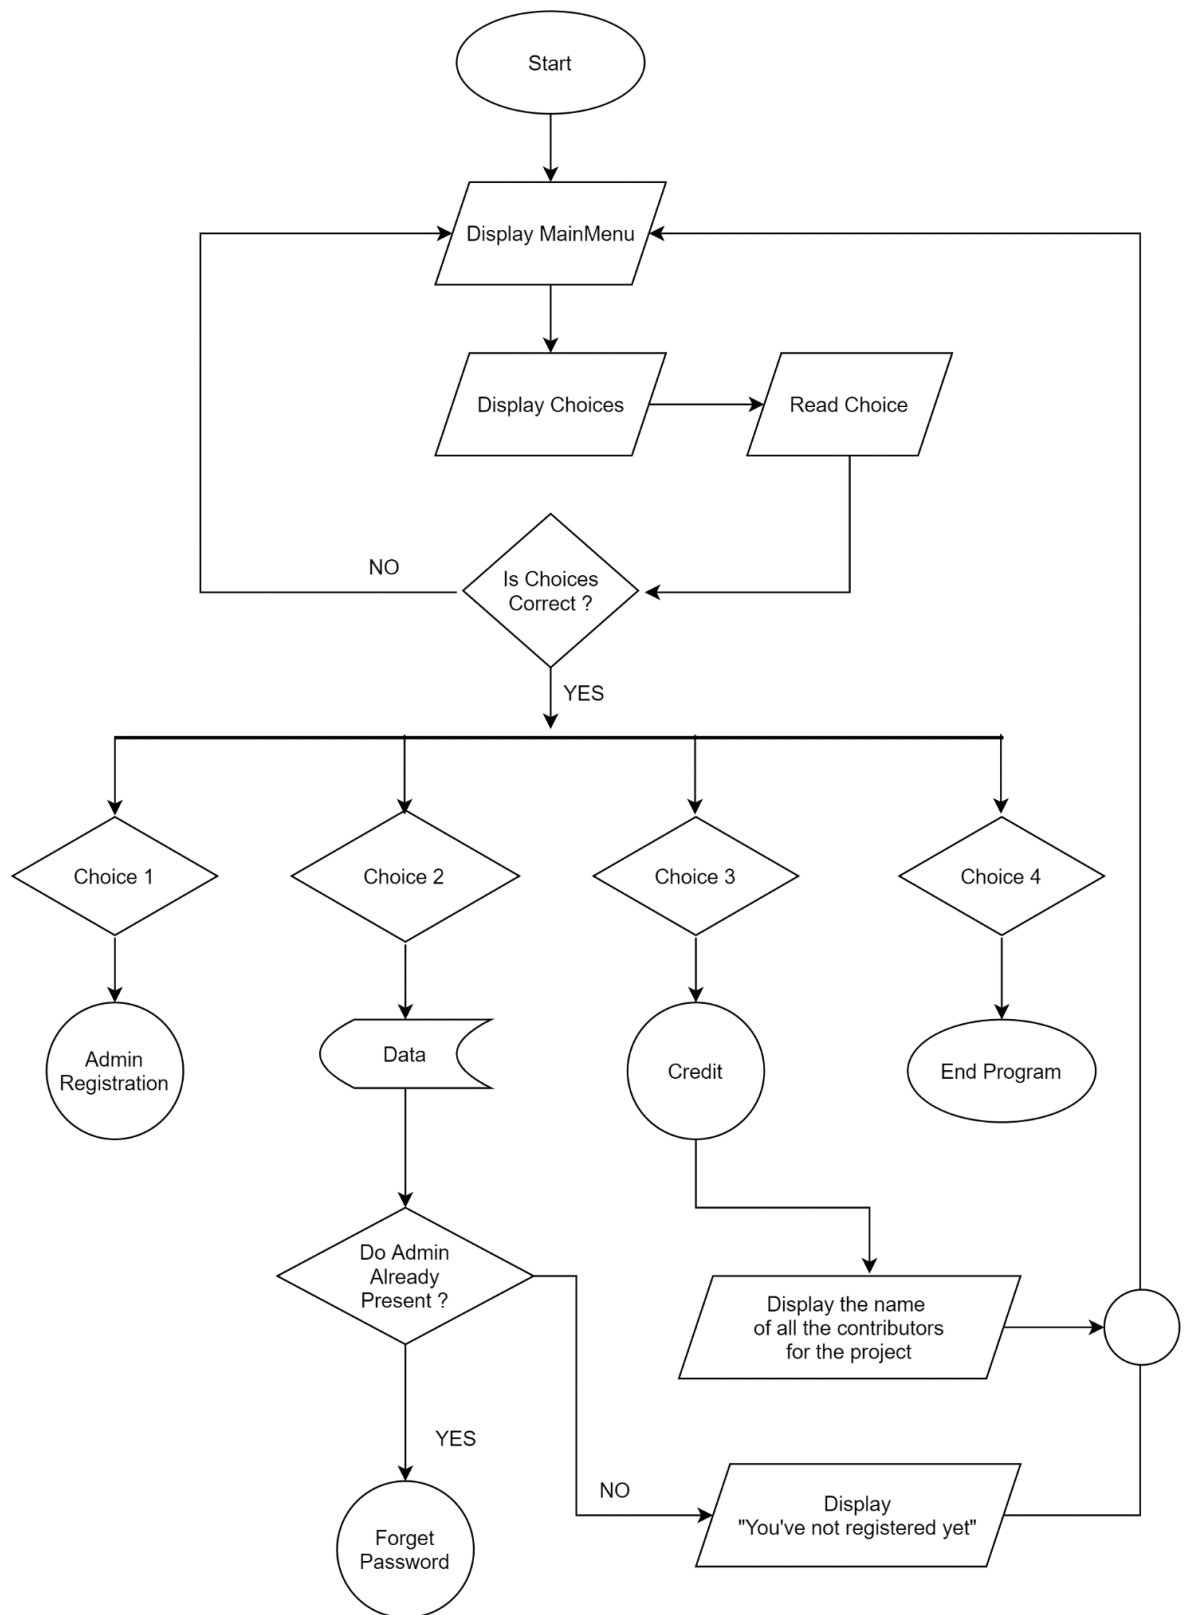 Start
Display MainMenu
Display Choices
Read Choice
NO
Is Choices
Correct ?
YES
Choice 1
Choice 2
Choice 3
Choice 4
Admin
Registration
Data
Credit
End Program
Do Admin
Already
Present ?
Display the name
of all the contributors
for the project
YES
NO
Display
"You've not registered yet"
Forget
Password